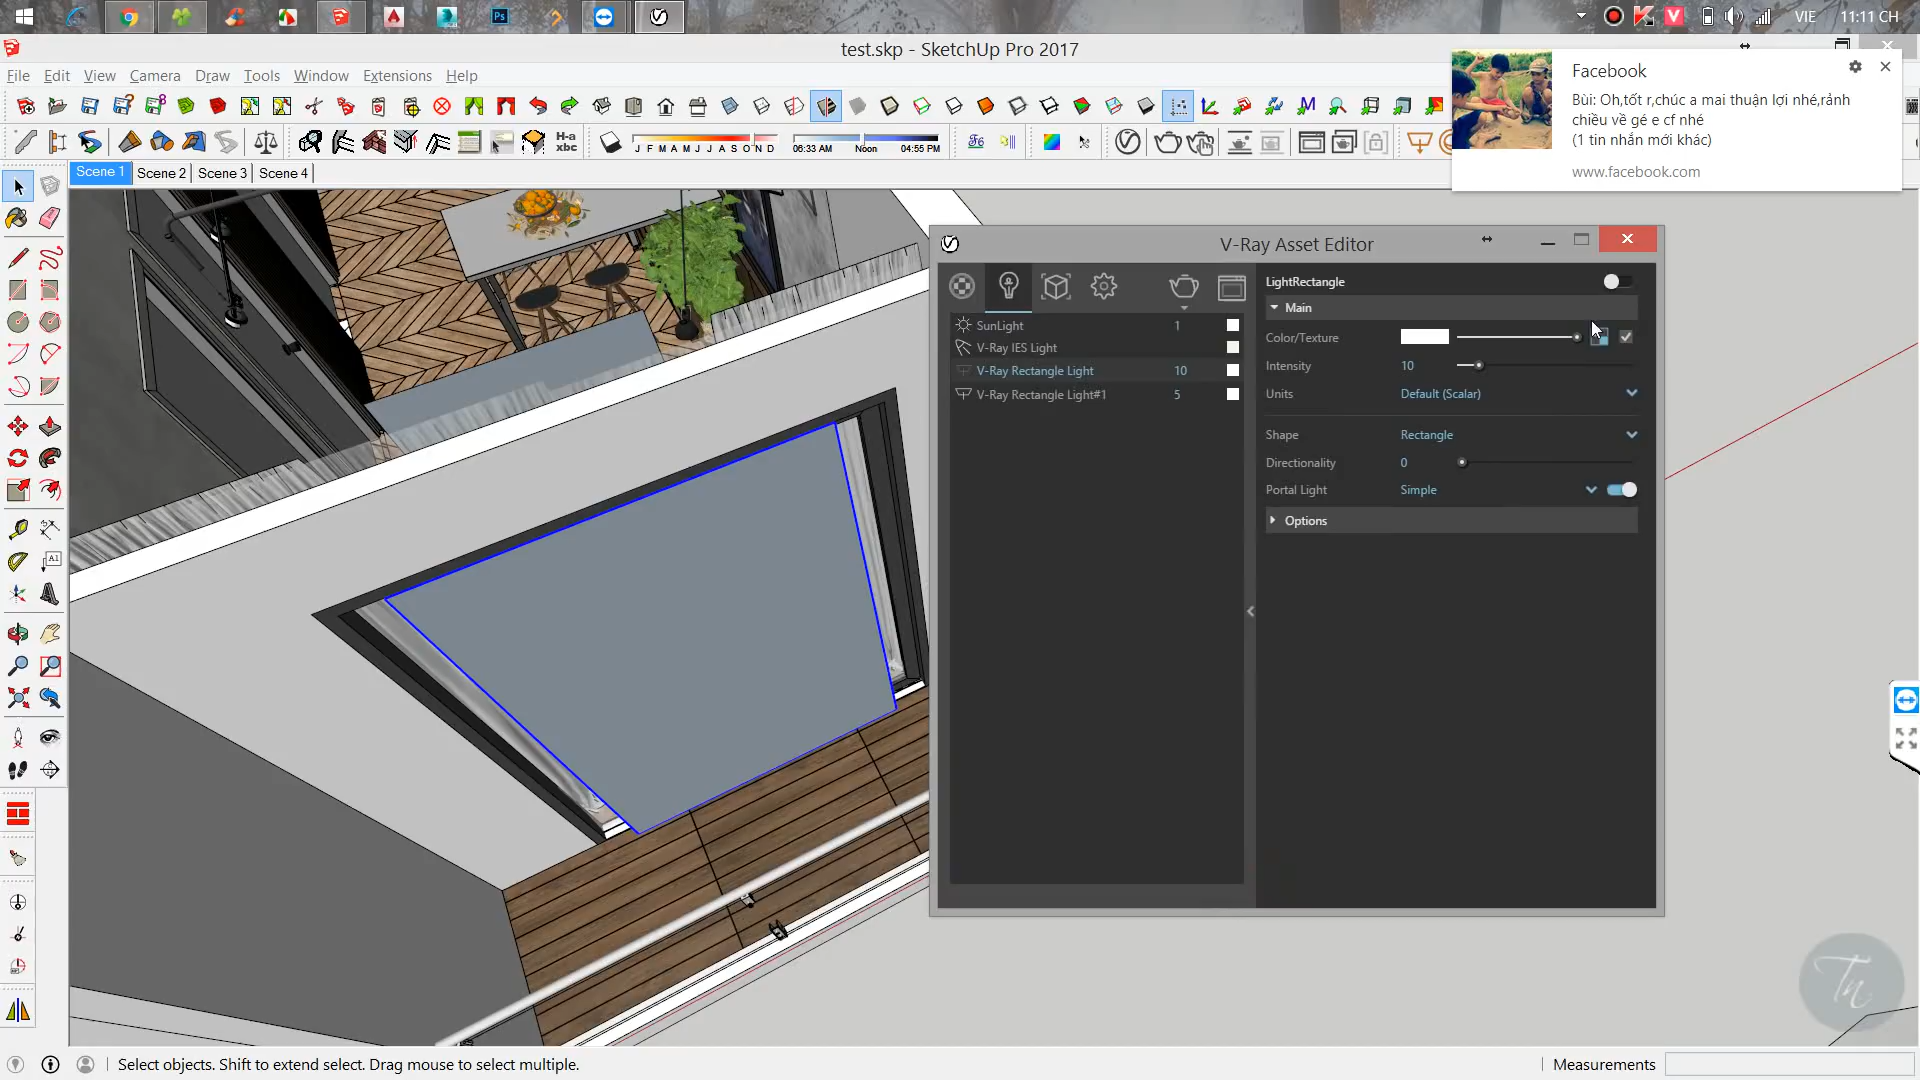 Ps
VIE
11:11 CH
test.skp - SketchUp Pro 2017
File Edit View Camera Draw Tools Window Extensions Help
Facebook
Bùi: Oh,tốt r,chúc a mai thuận lợi nhé,rảnh
chiều về gé e cf nhé
(1 tin nhắn mới khác)
www.facebook.com
H-a
xbc
J F M A M J J A S O N D
06:33 AM Noon 04:55 PM
Scene 1 Scene 2 Scene 3 Scene 4
V-Ray Asset Editor
LightRectangle
Main
SunLight 1
V-Ray IES Light
V-Ray Rectangle Light 10
V-Ray Rectangle Light#1 5
Color/Texture
Intensity 10
Units Default (Scalar)
Shape Rectangle
Directionality 0
Portal Light Simple
Options
A1
Tn
Select objects. Shift to extend select. Drag mouse to select multiple.
Measurements